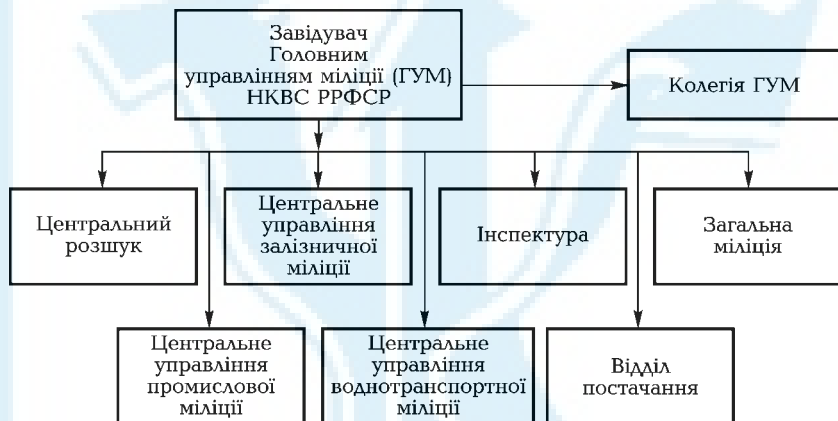 Завідувач
Головним
управлінням міліції (ГУМ)
НКВС РРФСР
Колегія ГУМ
Центральний
розшук
Центральне
управління
залізничної
міліції
Інспектура
Загальна
міліція
Центральне
управління
промислової
міліції
Центральне
управління
воднотранспортної
міліції
Відділ
постачання